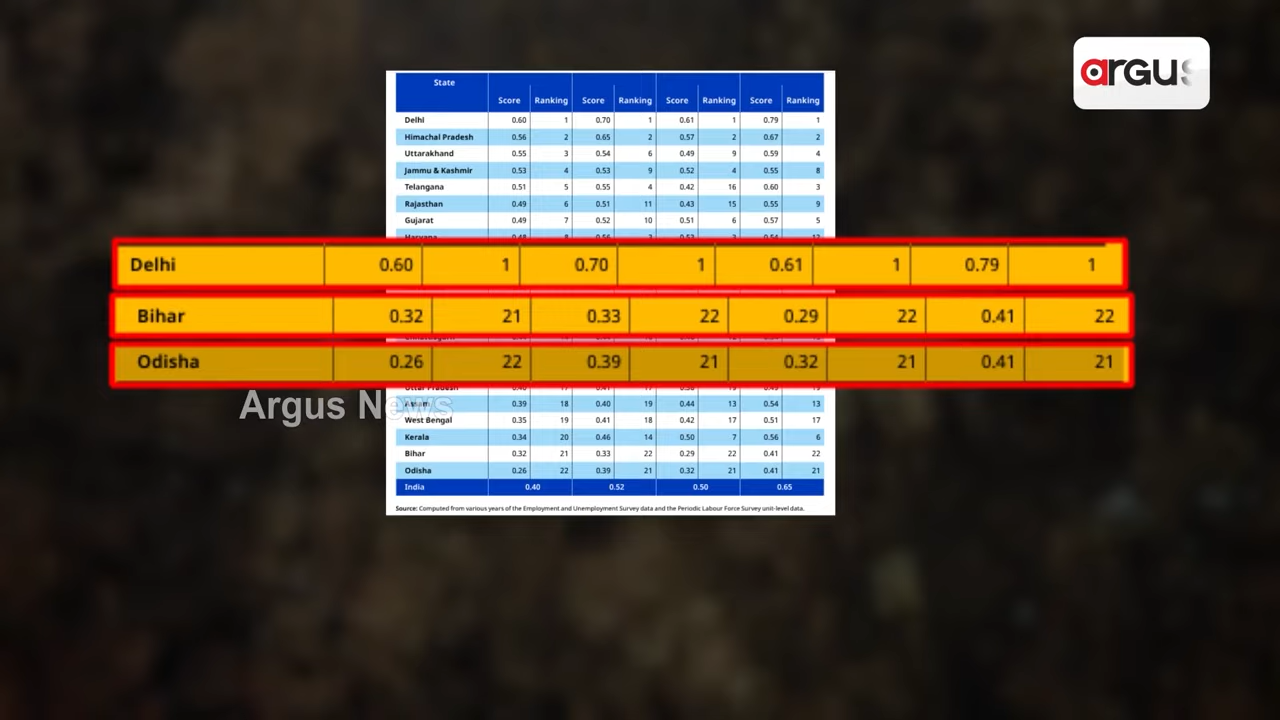 argus
State
Score Ranking Score Ranking Score Ranking Score Ranking
Delhi 0.60 1 0.70 1 0.61 1 0.79 1
Himachal Pradesh 0.56 2 0.65 2 0.57 2 0.67 2
Uttarakhand 0.55 3 0.54 6 0.49 9 0.59 4
Jammu & Kashmir 0.53 4 0.53 9 0.52 4 0.55 8
Telangana 0.51 5 0.55 4 0.42 16 0.60 3
Rajasthan 0.49 6 0.51 11 0.43 15 0.55 9
Gujarat 0.49 7 0.52 10 0.51 6 0.57 5
Delhi 0.60 1 0.70 1 0.61 1 0.79 1
Bihar 0.32 21 0.33 22 0.29 22 0.41 22
Odisha 0.26 22 0.39 21 0.32 21 0.41 21
Argus News
Assam 0.39 18 0.40 19 0.44 13 0.54 13
West Bengal 0.35 19 0.41 18 0.42 17 0.51 17
Kerala 0.34 20 0.46 14 0.50 7 0.56 6
Bihar 0.32 21 0.33 22 0.29 22 0.41 22
Odisha 0.26 22 0.39 21 0.32 21 0.41 21
India 0.40 0.52 0.50 0.65
Source: Computed from various years of the Employment and Unemployment Survey data and the Periodic Labour Force Survey unit-level data.